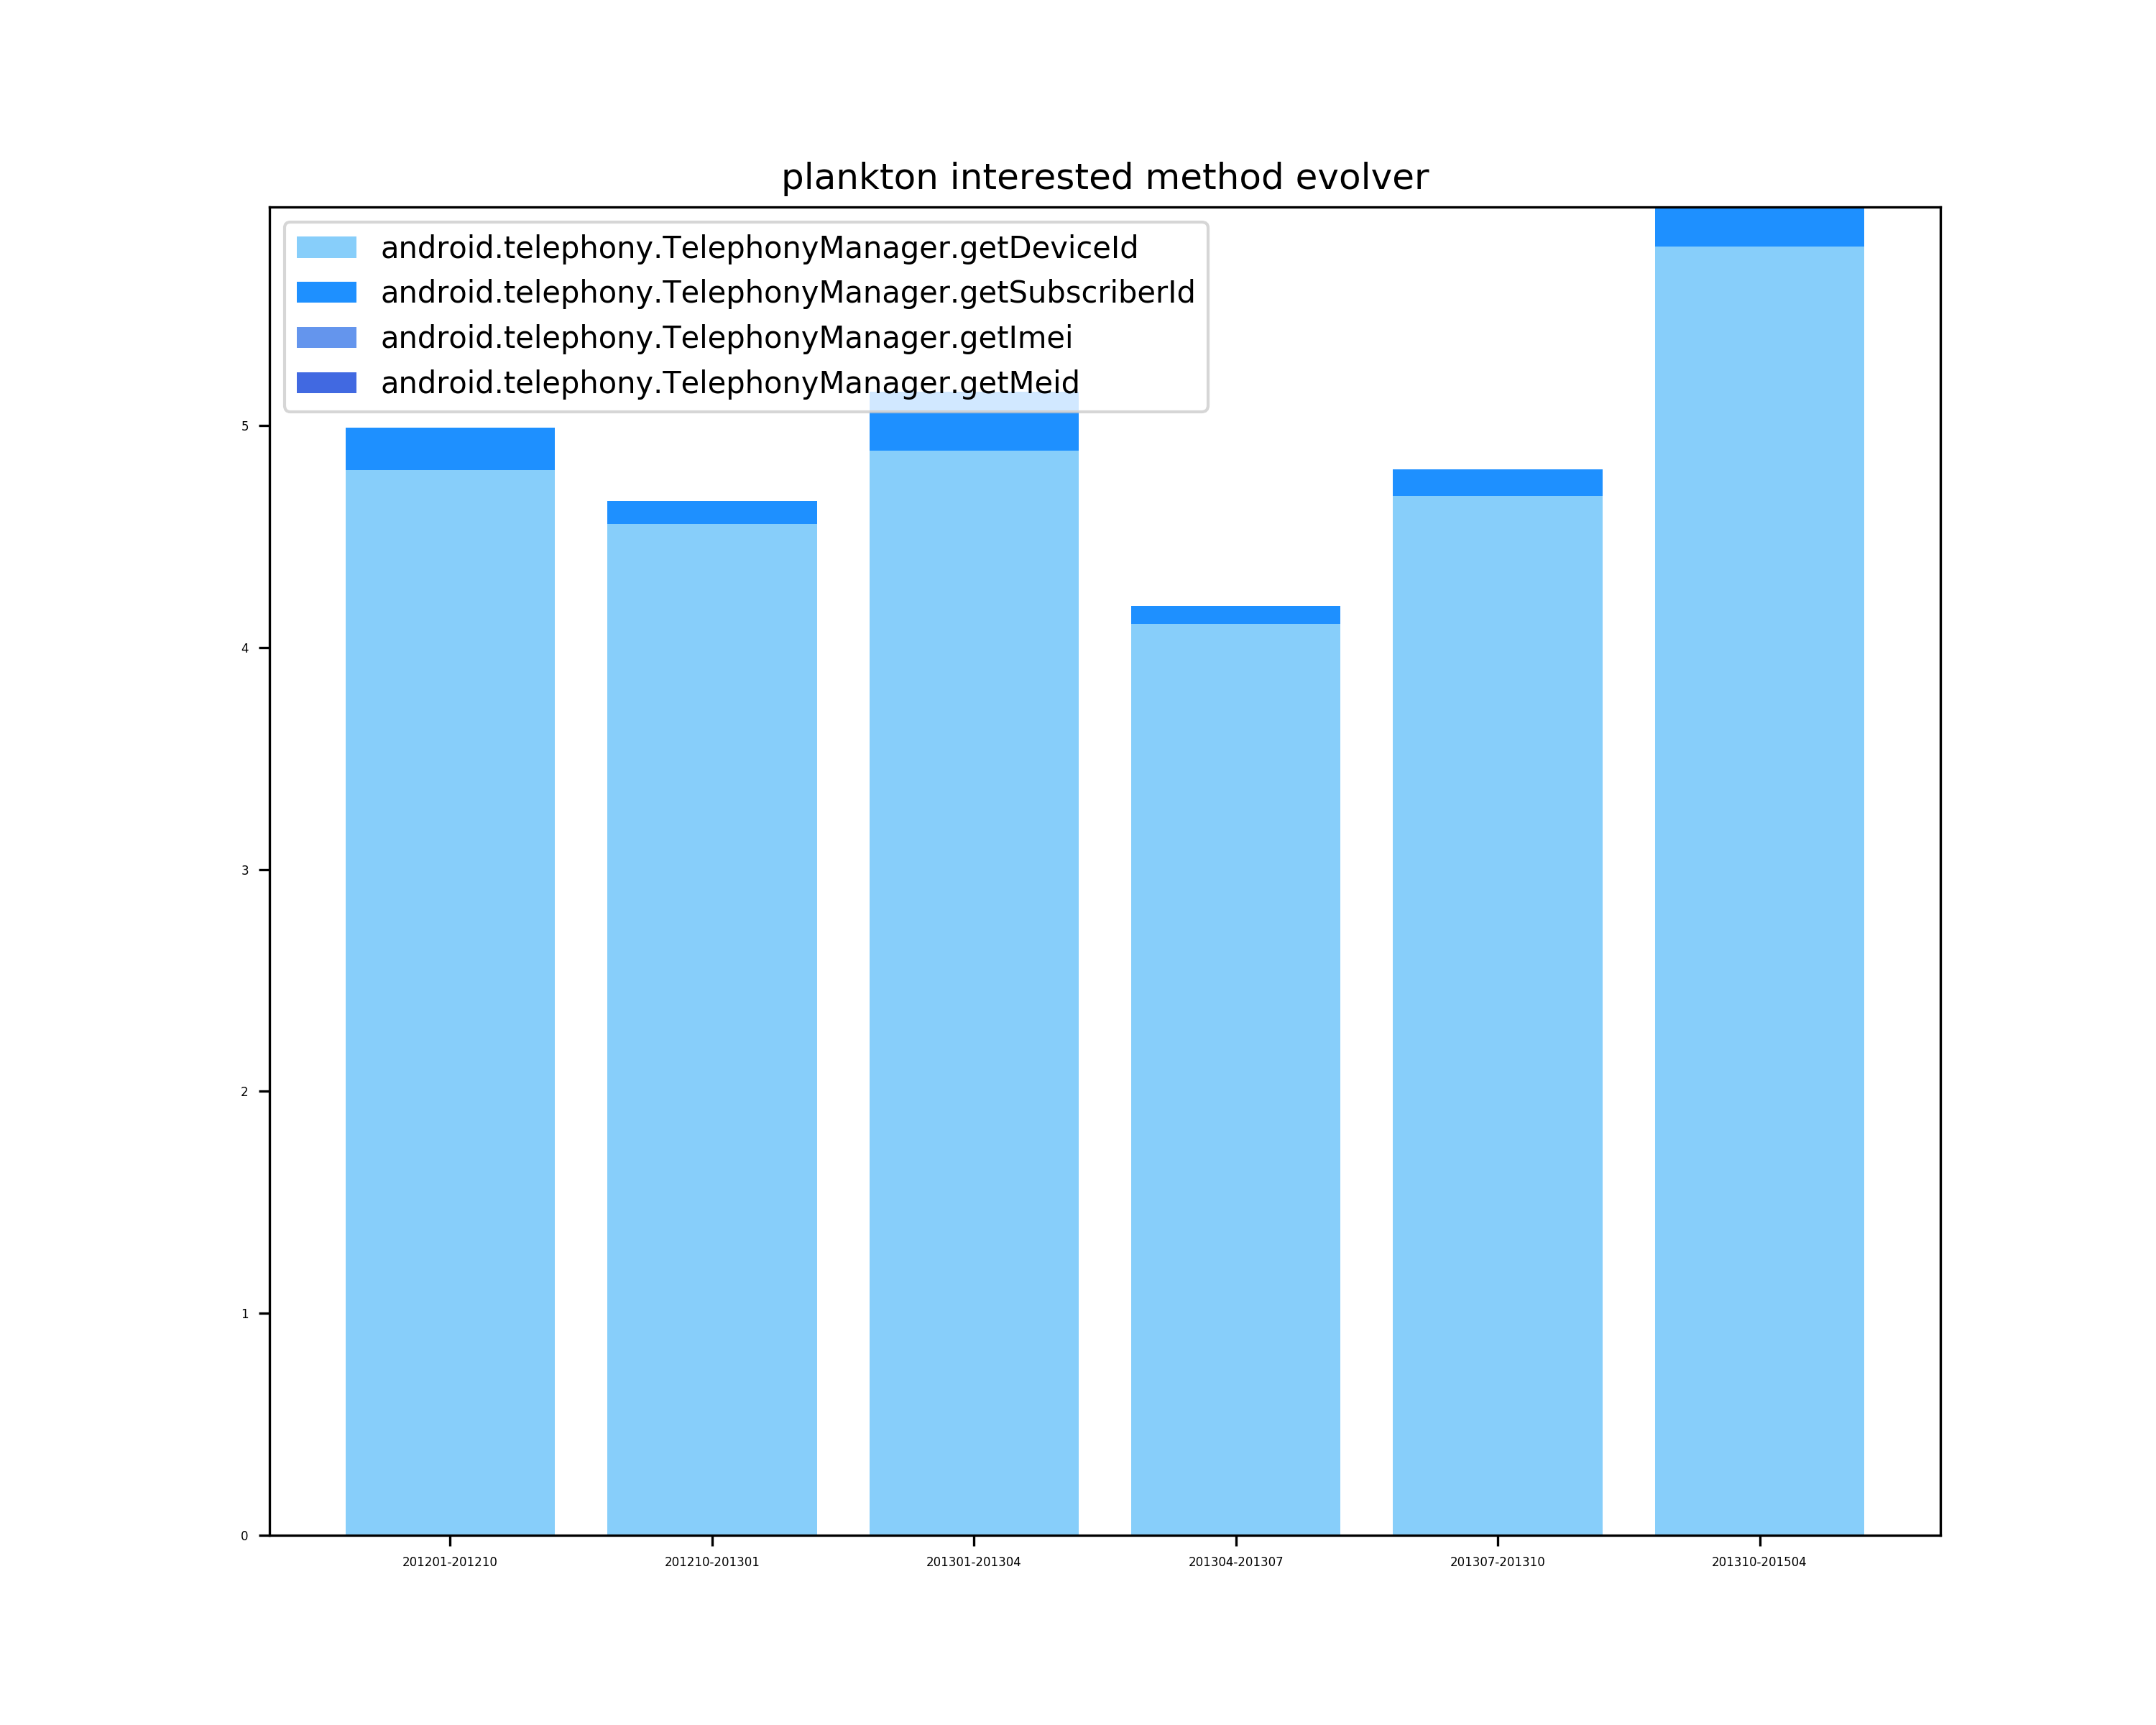 plankton interested method evolver
android.telephony.TelephonyManager.getDeviceId
android.telephony.TelephonyManager.getSubscriberId
android.telephony.TelephonyManager.getImei
android.telephony.TelephonyManager.getMeid
5
4
3
2
1
0
201201-201210 201210-201301 201301-201304 201304-201307 201307-201310 201310-201504